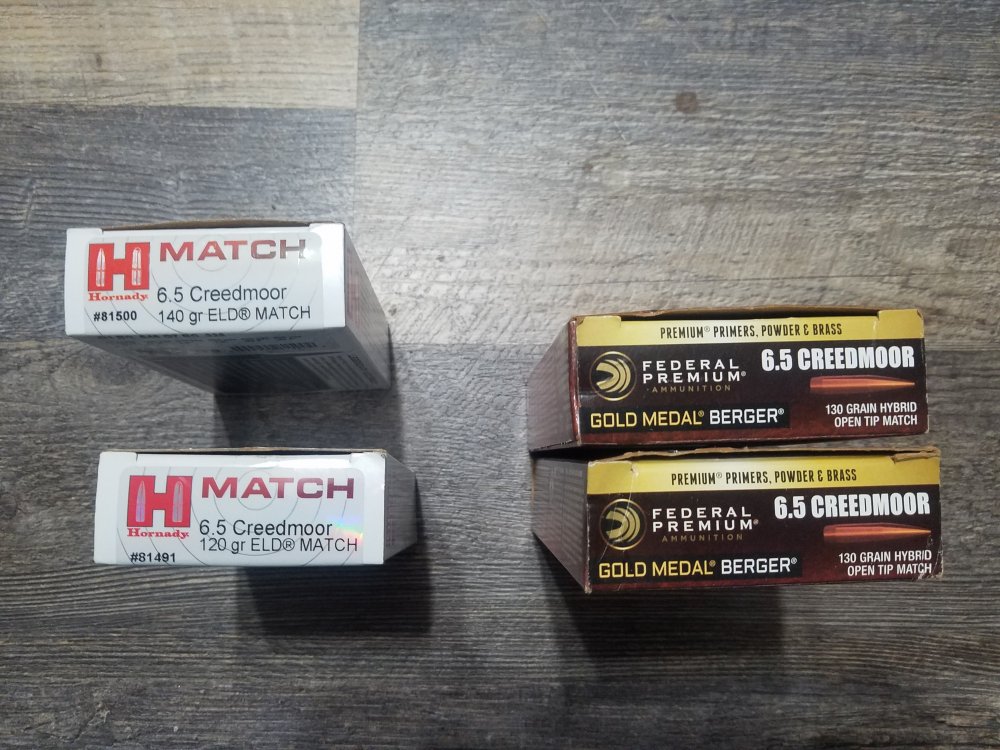 H MATCH
Hornady
6.5 Creedmoor
#81500
140 gr ELD® MATCH
H MATCH
Hornady
6.5 Creedmoor
#81491
120 gr ELD® MATCH
PREMIUM® PRIMERS, POWDER & BRASS
FEDERAL
PREMIUM®
AMMUNITION
6.5 CREEDMOOR
GOLD MEDAL® BERGER®
130 GRAIN HYBRID
OPEN TIP MATCH
PREMIUM® PRIMERS, POWDER & BRASS
FEDERAL
PREMIUM®
AMMUNITION
6.5 CREEDMOOR
GOLD MEDAL® BERGER®
130 GRAIN HYBRID
OPEN TIP MATCH